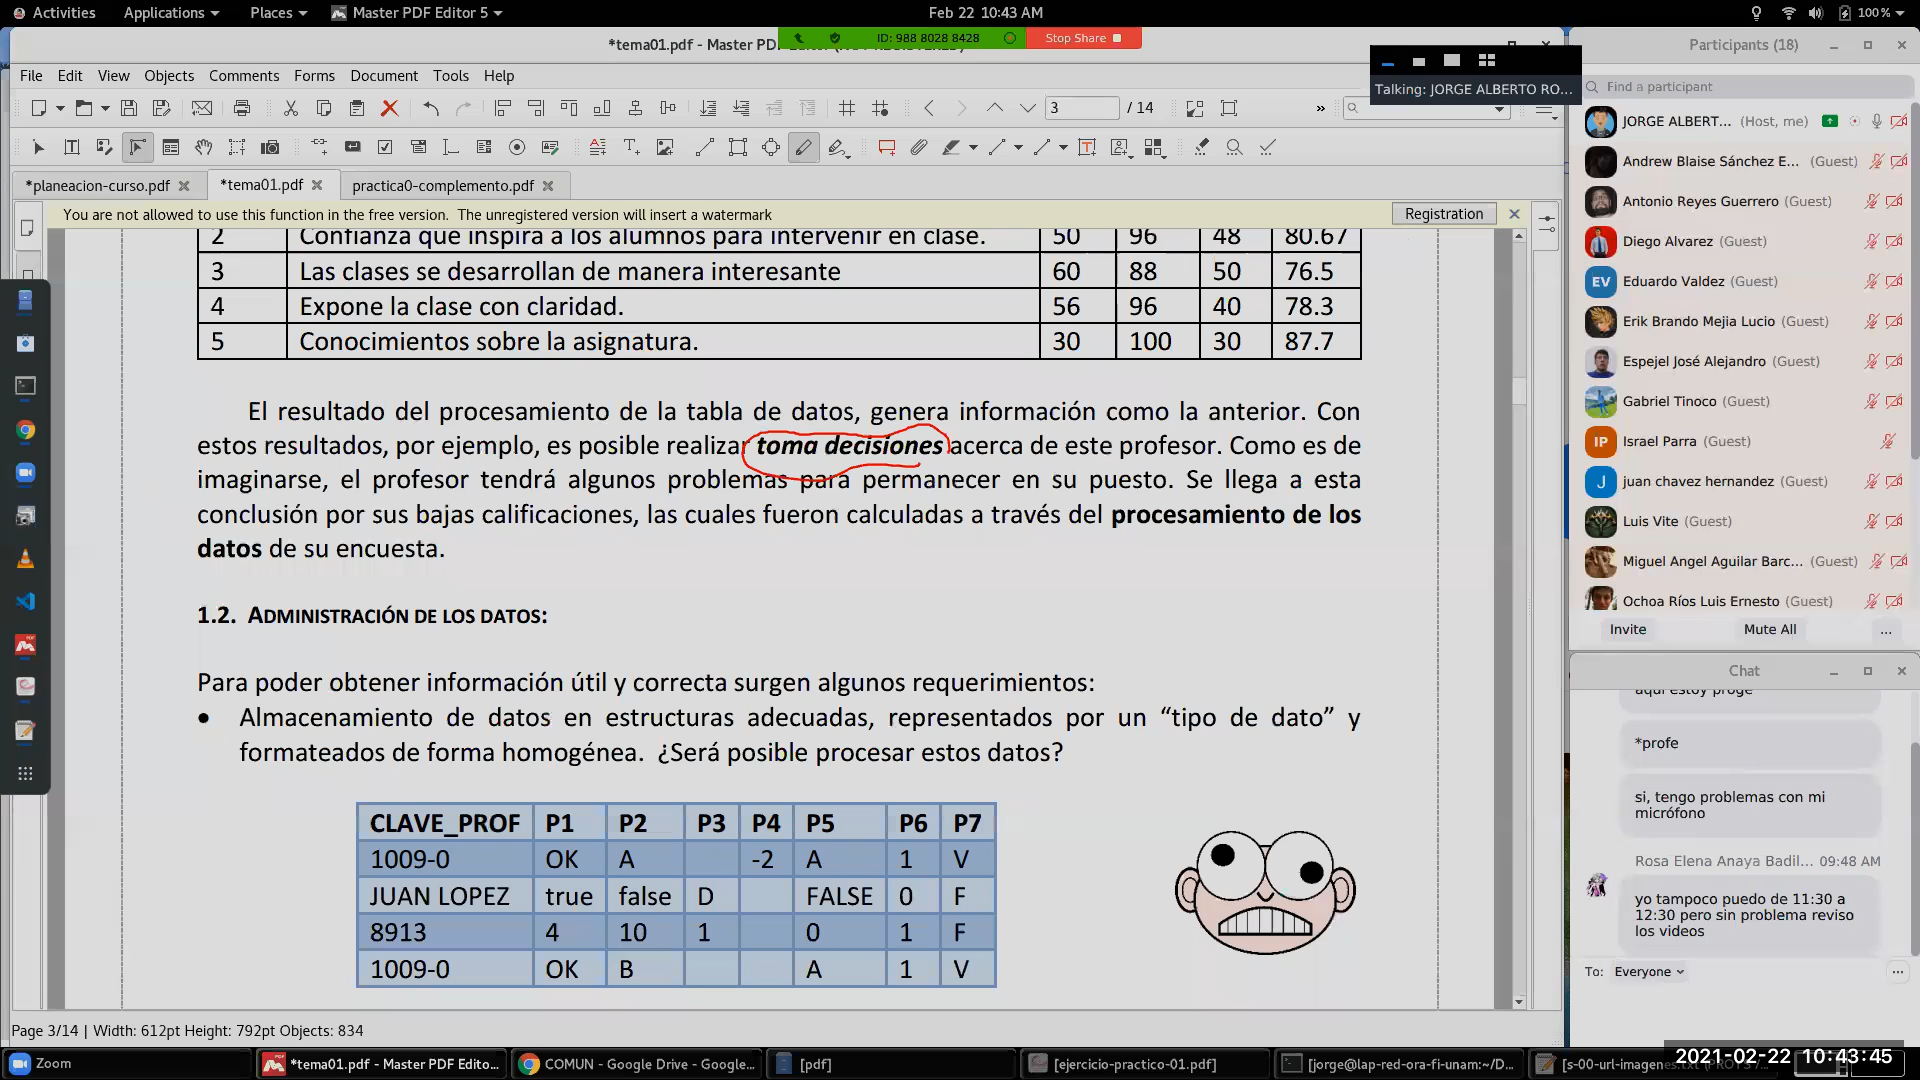 Activities Applications Places Master PDF Editor 5 Feb 22 10:43 AM 100%
*tema01.pdf - Master PD
ID: 988 8028 8428 Stop Share
Talking: JORGE ALBERTO RO...
File Edit View Objects Comments Forms Document Tools Help
3 / 14
*planeacion-curso.pdf *tema01.pdf practica0-complemento.pdf
You are not allowed to use this function in the free version. The unregistered version will insert a watermark Registration
2 Confianza que inspira a los alumnos para intervenir en clase. 50 96 48 80.67
3 Las clases se desarrollan de manera interesante 60 88 50 76.5
4 Expone la clase con claridad. 56 96 40 78.3
5 Conocimientos sobre la asignatura. 30 100 30 87.7
El resultado del procesamiento de la tabla de datos, genera información como la anterior. Con
estos resultados, por ejemplo, es posible realizar toma decisiones acerca de este profesor. Como es de
imaginarse, el profesor tendrá algunos problemas para permanecer en su puesto. Se llega a esta
conclusión por sus bajas calificaciones, las cuales fueron calculadas a través del procesamiento de los
datos de su encuesta.
1.2. ADMINISTRACIÓN DE LOS DATOS:
Para poder obtener información útil y correcta surgen algunos requerimientos:
• Almacenamiento de datos en estructuras adecuadas, representados por un “tipo de dato” y
formateados de forma homogénea. ¿Será posible procesar estos datos?
CLAVE_PROF P1 P2 P3 P4 P5 P6 P7
1009-0 OK A -2 A 1 V
JUAN LOPEZ true false D FALSE 0 F
8913 4 10 1 0 1 F
1009-0 OK B A 1 V
Page 3/14 | Width: 612pt Height: 792pt Objects: 834
Participants (18)
Find a participant
JORGE ALBERT... (Host, me)
Andrew Blaise Sánchez E... (Guest)
Antonio Reyes Guerrero (Guest)
Diego Alvarez (Guest)
EV Eduardo Valdez (Guest)
Erik Brando Mejia Lucio (Guest)
Espejel José Alejandro (Guest)
Gabriel Tinoco (Guest)
IP Israel Parra (Guest)
J juan chavez hernandez (Guest)
Luis Vite (Guest)
Miguel Angel Aguilar Barc... (Guest)
Ochoa Ríos Luis Ernesto (Guest)
Invite Mute All ...
Chat
aqui estoy proge
*profe
si, tengo problemas con mi
micrófono
Rosa Elena Anaya Badil... 09:48 AM
yo tampoco puedo de 11:30 a
12:30 pero sin problema reviso
los videos
To: Everyone
Zoom *tema01.pdf - Master PDF Edito... COMUN - Google Drive - Google... [pdf] [ejercicio-practico-01.pdf] [jorge@lap-red-ora-fi-unam:~/D...
2021-02-22 10:43:45